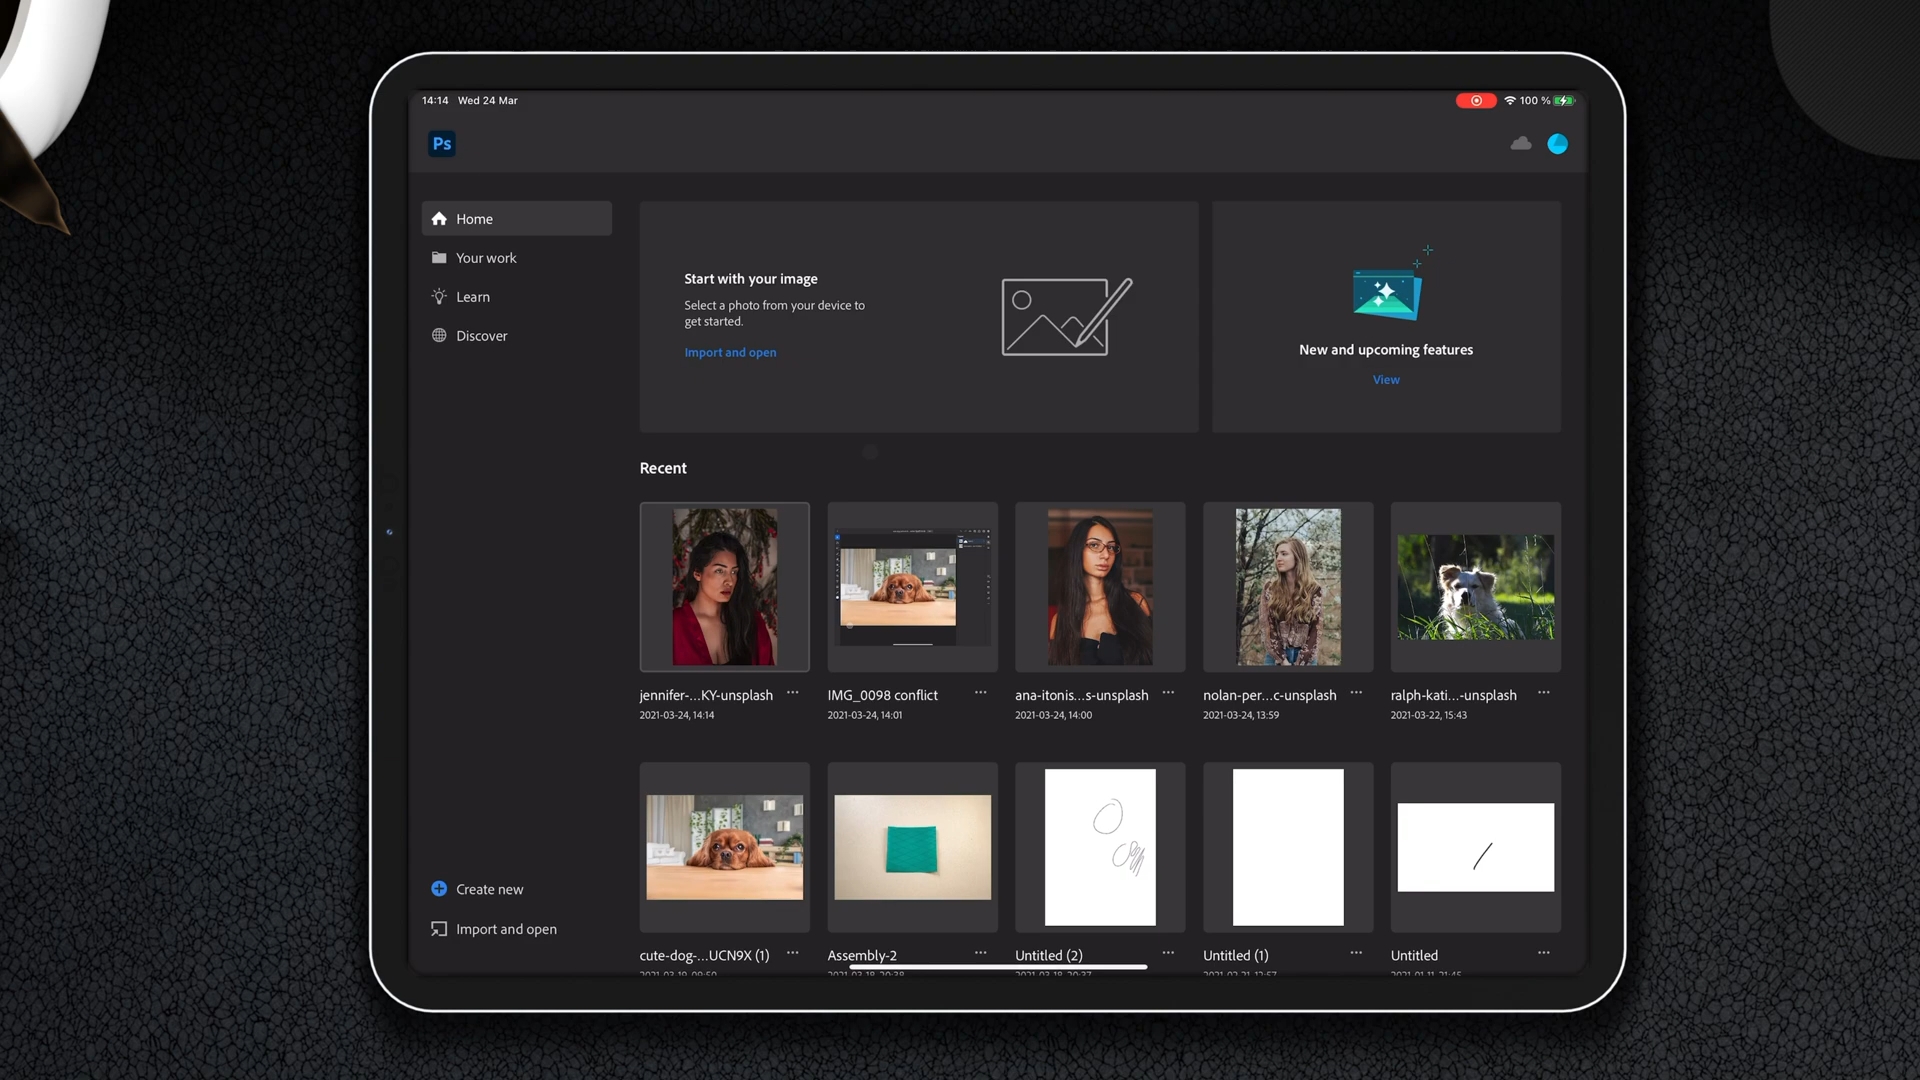 14:14 Wed 24 Mar
100 %
Ps
Home
Your work
Learn
Discover
Start with your image
Select a photo from your device to
get started.
Import and open
New and upcoming features
View
Recent
jennifer-...KY-unsplash ...
2021-03-24, 14:14
IMG_0098 conflict ...
2021-03-24, 14:01
ana-itonis...s-unsplash ...
2021-03-24, 14:00
nolan-per...c-unsplash ...
2021-03-24, 13:59
ralph-kati...-unsplash ...
2021-03-22, 15:43
cute-dog-...UCN9X (1) ...
Assembly-2 ...
Untitled (2) ...
Untitled (1) ...
Untitled ...
Create new
Import and open